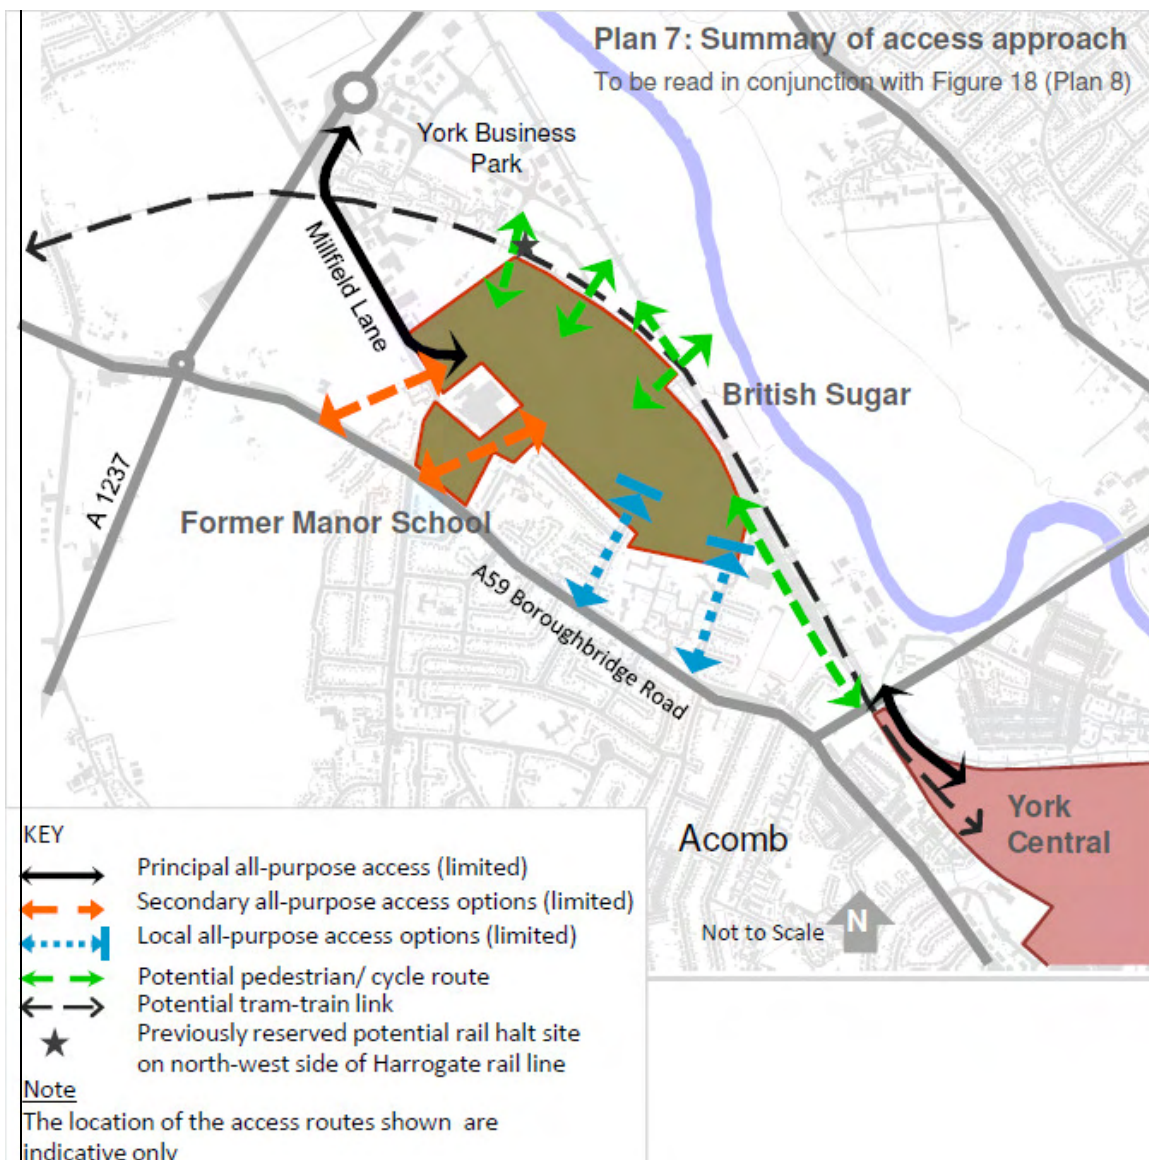 Plan 7: Summary of access approach
To be read in conjunction with Figure 18 (Plan 8)
York Business
Park
Millfield Lane
British Sugar
A 1237
Former Manor School
A59 Boroughbridge Road
York
Central
Acomb
Not to Scale
N
KEY
Principal all-purpose access (limited)
Secondary all-purpose access options (limited)
Local all-purpose access options (limited)
Potential pedestrian/ cycle route
Potential tram-train link
Previously reserved potential rail halt site
on north-west side of Harrogate rail line
Note
The location of the access routes shown are
indicative only